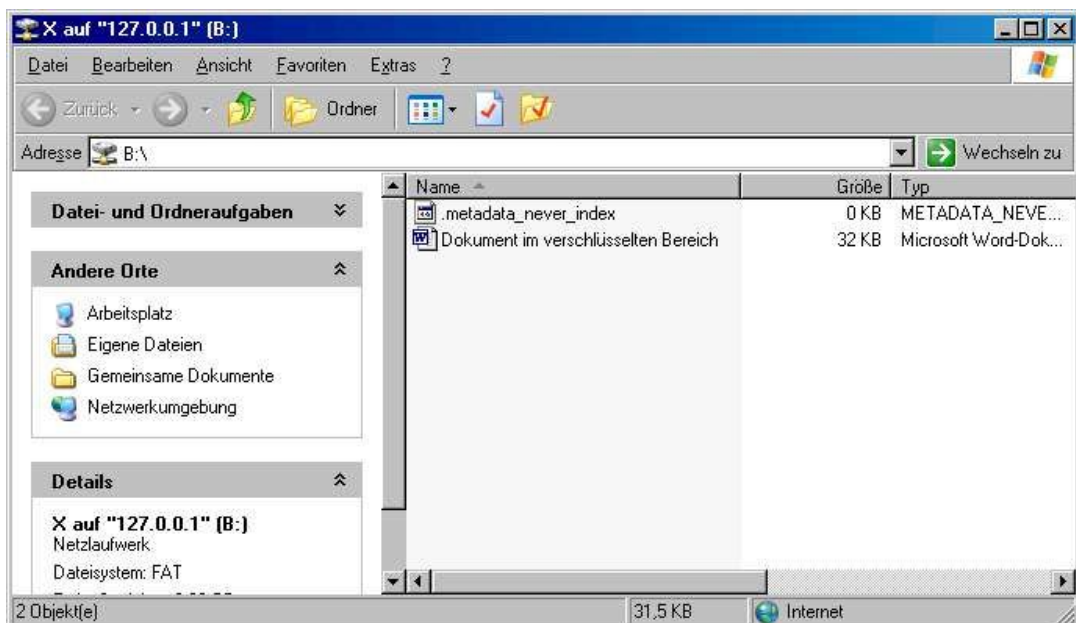 X auf "127.0.0.1" (B:)
Datei Bearbeiten Ansicht Favoriten Extras ?
Zurück Ordner
Adresse B:\ Wechseln zu
Name Größe Typ
.metadata_never_index 0 KB METADATA_NEVE...
Dokument im verschlüsselten Bereich 32 KB Microsoft Word-Dok...
Datei- und Ordneraufgaben
Andere Orte
Arbeitsplatz
Eigene Dateien
Gemeinsame Dokumente
Netzwerkumgebung
Details
X auf "127.0.0.1" (B:)
Netzlaufwerk
Dateisystem: FAT
2 Objekt(e) 31,5 KB Internet